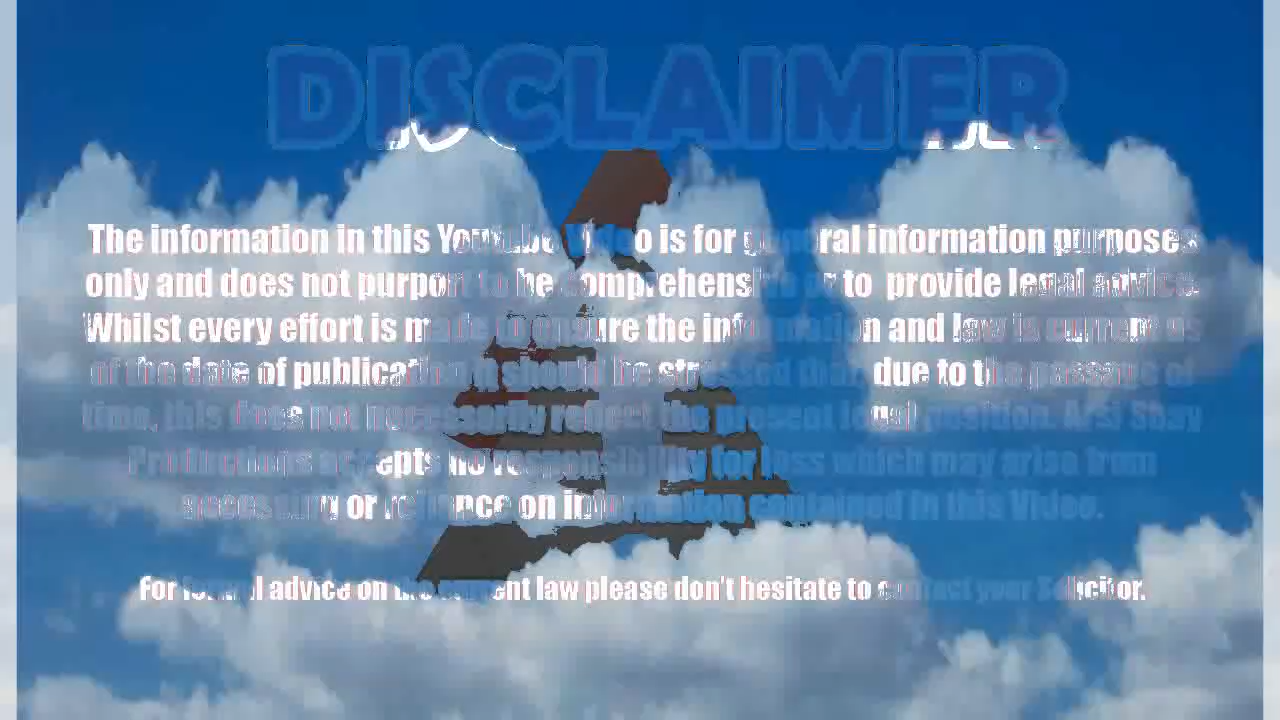 DISCLAIMER
The information in this Youtube Video is for general information purposes
only and does not purport to be comprehensive or to provide legal advice.
Whilst every effort is made to ensure the information and law is current as
of the date of publication it should be stressed that, due to the passage of
time, this does not necessarily reflect the present legal position. Arsi Shay
Productions accepts no responsibility for loss which may arise from
accessing or reliance on information contained in this Video.
For formal advice on the current law please don't hesitate to contact your Solicitor.